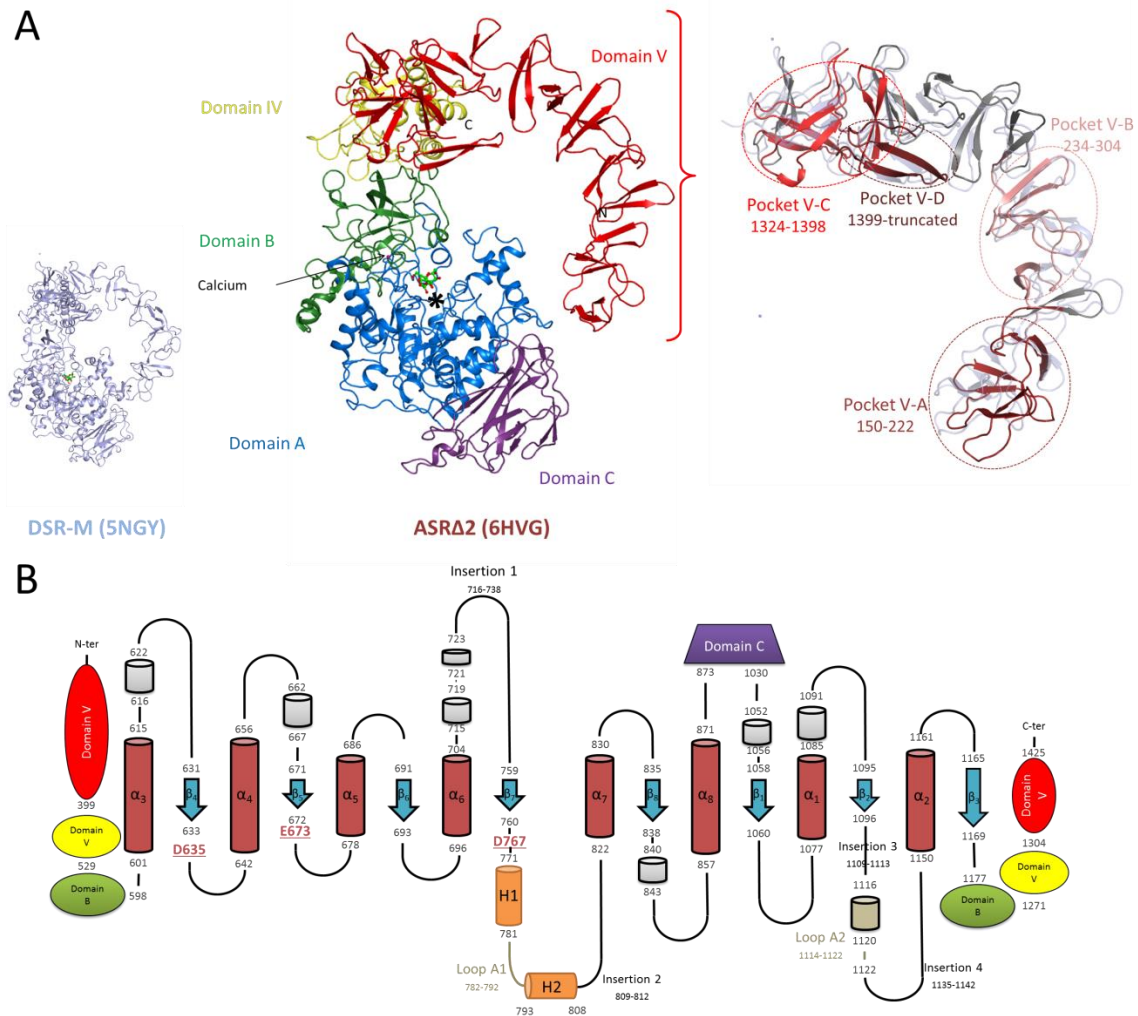 A
Domain V
Domain IV
C
Domain B
Calcium
N
*
Domain A
Domain C
DSR-M (5NGY)
ASRΔ2 (6HVG)
Pocket V-B
234-304
Pocket V-C
1324-1398
Pocket V-D
1399-truncated
Pocket V-A
150-222
B
Insertion 1
716-738
N-ter
Domain V
399
Domain
V
529
Domain
B
598
622
616
615
α3
601
631
β4
633
D635
656
α4
642
662
667
671
β5
672
E673
686
α5
678
691
β6
693
723
721
719
715
704
α6
696
759
β7
760
D767
771
H1
781
Loop A1
782-792
H2
793
808
Insertion 2
809-812
830
α7
822
835
β8
838
840
843
Domain C
873
871
α8
857
1030
1052
1056
1058
β1
1060
1091
1085
α1
1077
1095
β2
1096
Insertion 3
1109-1113
1116
1120
Loop A2
1114-1122
1122
1161
α2
1150
Insertion 4
1135-1142
1165
β3
1169
1177
Domain
B
C-ter
1425
Domain
V
1304
Domain
V
1271